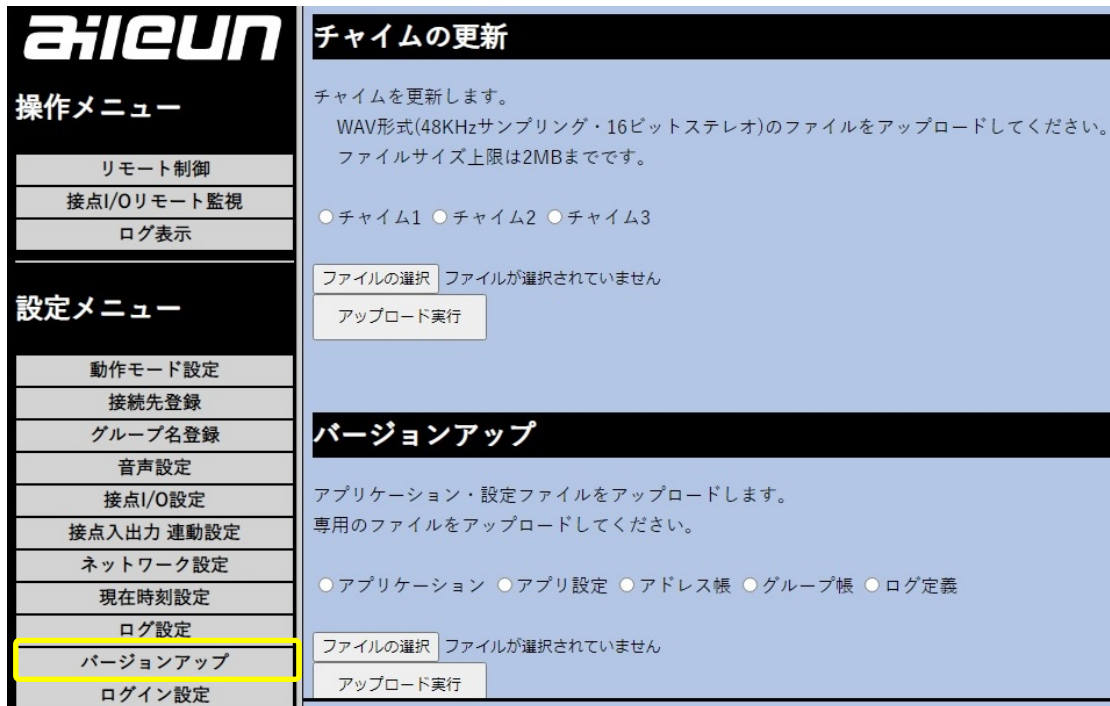 aileun
操作メニュー
リモート制御
接点I/Oリモート監視
ログ表示
設定メニュー
動作モード設定
接続先登録
グループ名登録
音声設定
接点I/O設定
接点入出力 連動設定
ネットワーク設定
現在時刻設定
ログ設定
バージョンアップ
ログイン設定
チャイムの更新
チャイムを更新します。
WAV形式(48KHzサンプリング・16ビットステレオ)のファイルをアップロードしてください。
ファイルサイズ上限は2MBまでです。
チャイム1 チャイム2 チャイム3
ファイルの選択 ファイルが選択されていません
アップロード実行
バージョンアップ
アプリケーション・設定ファイルをアップロードします。
専用のファイルをアップロードしてください。
アプリケーション アプリ設定 アドレス帳 グループ帳 ログ定義
ファイルの選択 ファイルが選択されていません
アップロード実行